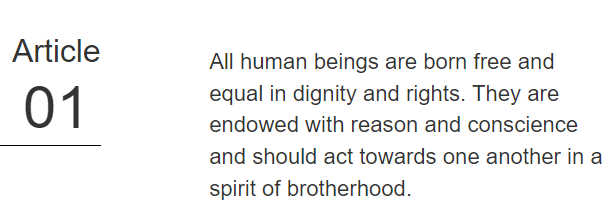 Article
01
All human beings are born free and
equal in dignity and rights. They are
endowed with reason and conscience
and should act towards one another in a
spirit of brotherhood.